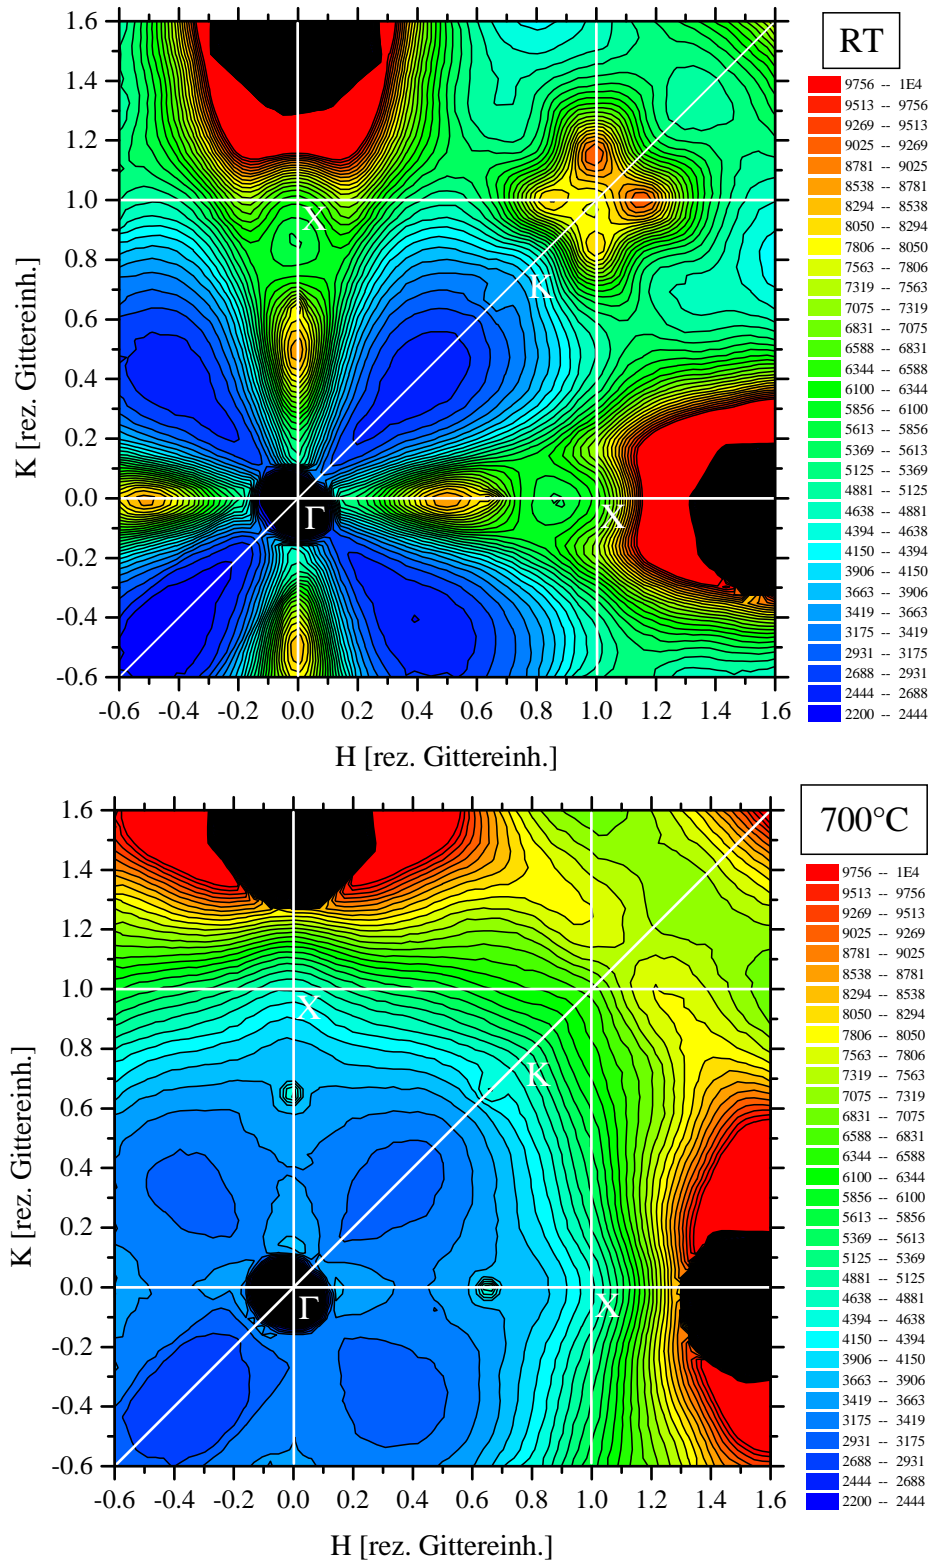 RT
1.6
1.4
1.2
1.0
0.8
0.6
0.4
0.2
0.0
-0.2
-0.4
-0.6
K [rez. Gittereinh.]
X
K
Γ
X
-0.6 -0.4 -0.2 0.0 0.2 0.4 0.6 0.8 1.0 1.2 1.4 1.6
H [rez. Gittereinh.]
9756 -- 1E4
9513 -- 9756
9269 -- 9513
9025 -- 9269
8781 -- 9025
8538 -- 8781
8294 -- 8538
8050 -- 8294
7806 -- 8050
7563 -- 7806
7319 -- 7563
7075 -- 7319
6831 -- 7075
6588 -- 6831
6344 -- 6588
6100 -- 6344
5856 -- 6100
5613 -- 5856
5369 -- 5613
5125 -- 5369
4881 -- 5125
4638 -- 4881
4394 -- 4638
4150 -- 4394
3906 -- 4150
3663 -- 3906
3419 -- 3663
3175 -- 3419
2931 -- 3175
2688 -- 2931
2444 -- 2688
2200 -- 2444
700°C
1.6
1.4
1.2
1.0
0.8
0.6
0.4
0.2
0.0
-0.2
-0.4
-0.6
K [rez. Gittereinh.]
X
K
Γ
X
-0.6 -0.4 -0.2 0.0 0.2 0.4 0.6 0.8 1.0 1.2 1.4 1.6
H [rez. Gittereinh.]
9756 -- 1E4
9513 -- 9756
9269 -- 9513
9025 -- 9269
8781 -- 9025
8538 -- 8781
8294 -- 8538
8050 -- 8294
7806 -- 8050
7563 -- 7806
7319 -- 7563
7075 -- 7319
6831 -- 7075
6588 -- 6831
6344 -- 6588
6100 -- 6344
5856 -- 6100
5613 -- 5856
5369 -- 5613
5125 -- 5369
4881 -- 5125
4638 -- 4881
4394 -- 4638
4150 -- 4394
3906 -- 4150
3663 -- 3906
3419 -- 3663
3175 -- 3419
2931 -- 3175
2688 -- 2931
2444 -- 2688
2200 -- 2444